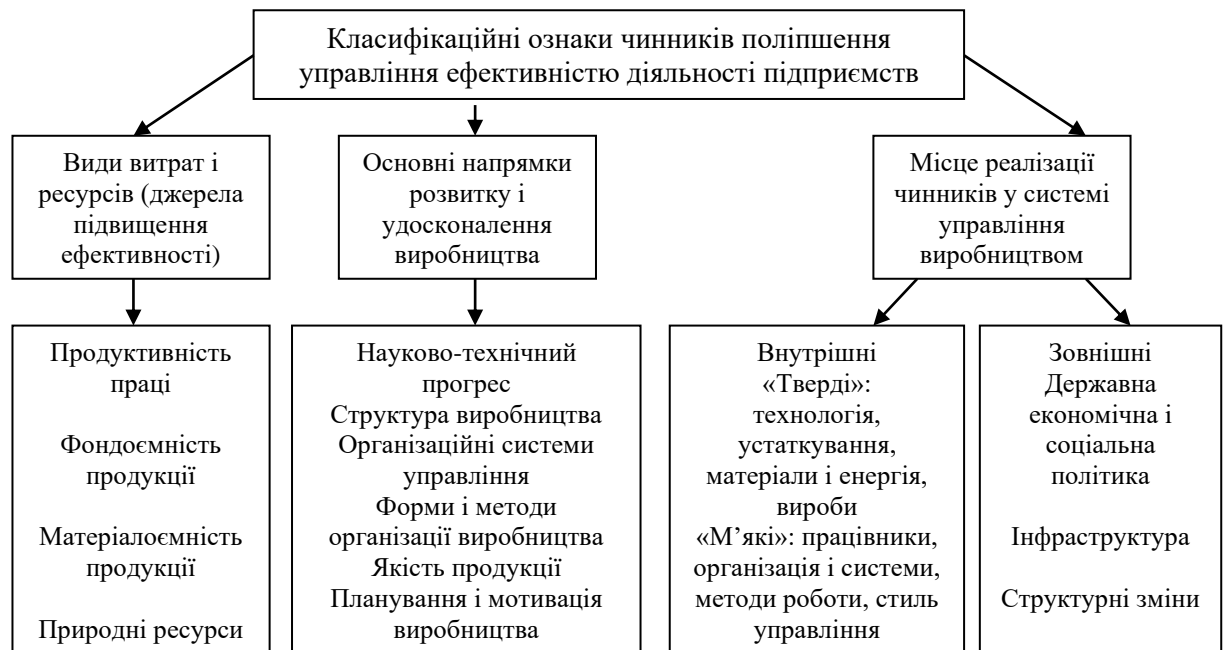 Класифікаційні ознаки чинників поліпшення
управління ефективністю діяльності підприємств
Види витрат і
ресурсів (джерела
підвищення
ефективності)
Основні напрямки
розвитку і
удосконалення
виробництва
Місце реалізації
чинників у системі
управління
виробництвом
Продуктивність
праці
Фондоємність
продукції
Матеріалоємність
продукції
Природні ресурси
Науково-технічний
прогрес
Структура виробництва
Організаційні системи
управління
Форми і методи
організації виробництва
Якість продукції
Планування і мотивація
виробництва
Внутрішні
«Тверді»:
технологія,
устаткування,
матеріали і енергія,
вироби
«М’які»: працівники,
організація і системи,
методи роботи, стиль
управління
Зовнішні
Державна
економічна і
соціальна
політика
Інфраструктура
Структурні зміни